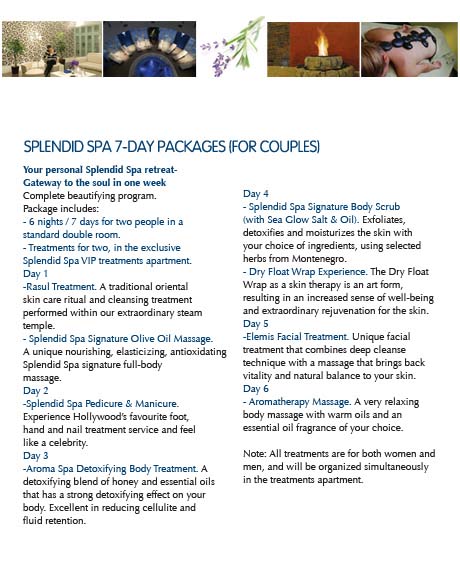 SPLENDID SPA 7-DAY PACKAGES (FOR COUPLES)
Your personal Splendid Spa retreat-
Gateway to the soul in one week
Complete beautifying program.
Package includes:
- 6 nights / 7 days for two people in a
standard double room.
- Treatments for two, in the exclusive
Splendid Spa VIP treatments apartment.
Day 1
-Rasul Treatment. A traditional oriental
skin care ritual and cleansing treatment
performed within our extraordinary steam
temple.
- Splendid Spa Signature Olive Oil Massage.
A unique nourishing, elasticizing, antioxidating
Splendid Spa signature full-body
massage.
Day 2
-Splendid Spa Pedicure & Manicure.
Experience Hollywood's favourite foot,
hand and nail treatment service and feel
like a celebrity.
Day 3
-Aroma Spa Detoxifying Body Treatment. A
detoxifying blend of honey and essential oils
that has a strong detoxifying effect on your
body. Excellent in reducing cellulite and
fluid retention.
Day 4
- Splendid Spa Signature Body Scrub
(with Sea Glow Salt & Oil). Exfoliates,
detoxifies and moisturizes the skin with
your choice of ingredients, using selected
herbs from Montenegro.
- Dry Float Wrap Experience. The Dry Float
Wrap as a skin therapy is an art form,
resulting in an increased sense of well-being
and extraordinary rejuvenation for the skin.
Day 5
-Elemis Facial Treatment. Unique facial
treatment that combines deep cleanse
technique with a massage that brings back
vitality and natural balance to your skin.
Day 6
- Aromatherapy Massage. A very relaxing
body massage with warm oils and an
essential oil fragrance of your choice.
Note: All treatments are for both women and
men, and will be organized simultaneously
in the treatments apartment.